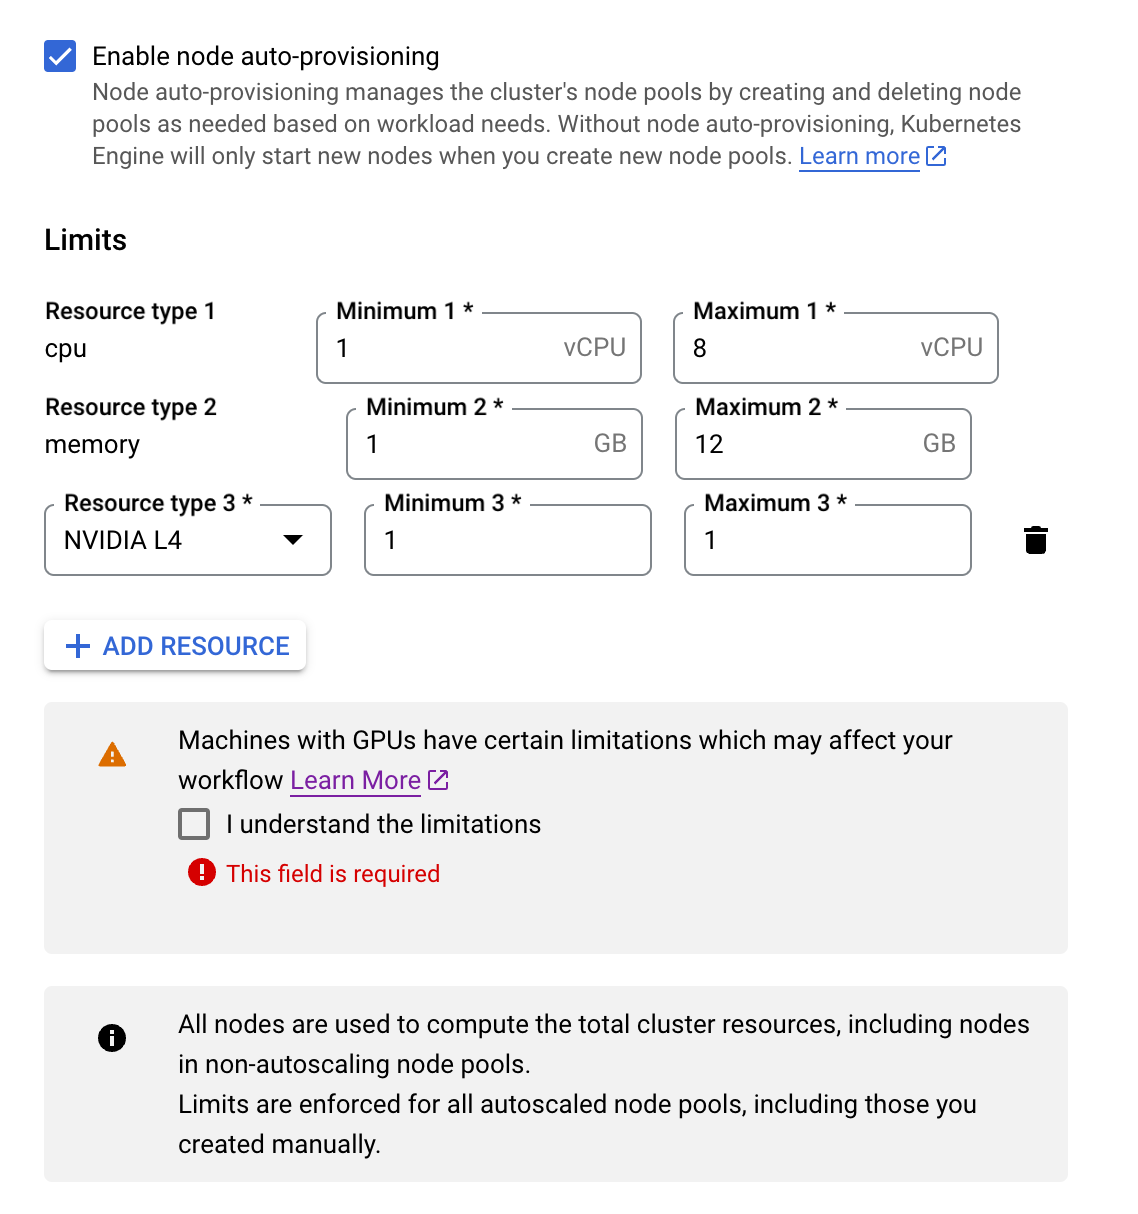 Enable node auto-provisioning
Node auto-provisioning manages the cluster's node pools by creating and deleting node
pools as needed based on workload needs. Without node auto-provisioning, Kubernetes
Engine will only start new nodes when you create new node pools. Learn more
Limits
Resource type 1
cpu
Minimum 1 *
1 vCPU
Maximum 1 *
8 vCPU
Resource type 2
memory
Minimum 2 *
1 GB
Maximum 2 *
12 GB
Resource type 3 *
NVIDIA L4
Minimum 3 *
1
Maximum 3 *
1
+ ADD RESOURCE
Machines with GPUs have certain limitations which may affect your
workflow Learn More
I understand the limitations
This field is required
All nodes are used to compute the total cluster resources, including nodes
in non-autoscaling node pools.
Limits are enforced for all autoscaled node pools, including those you
created manually.